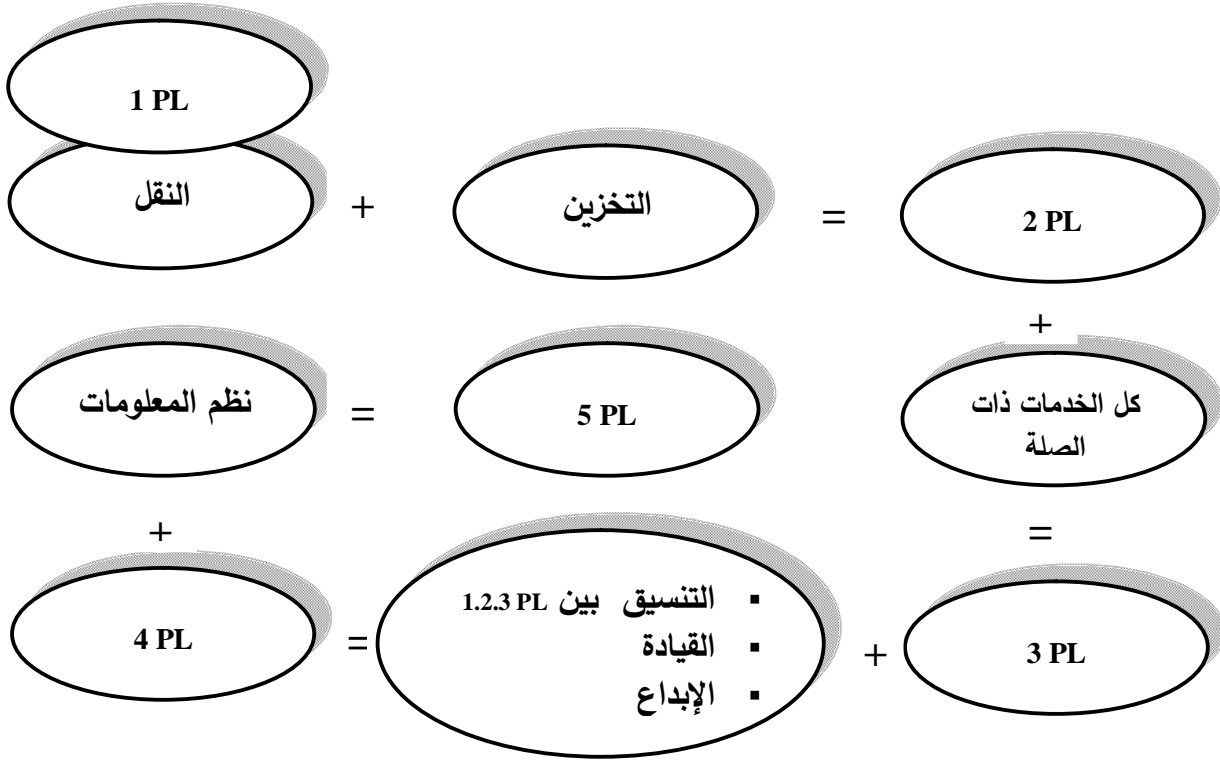 1 PL
النقل
+
التخزين
=
2 PL
+
كل الخدمات ذات
الصلة
=
3 PL
+
▪ التنسيق بين 1.2.3 PL
▪ القيادة
▪ الإبداع
=
4 PL
+
نظم المعلومات
=
5 PL